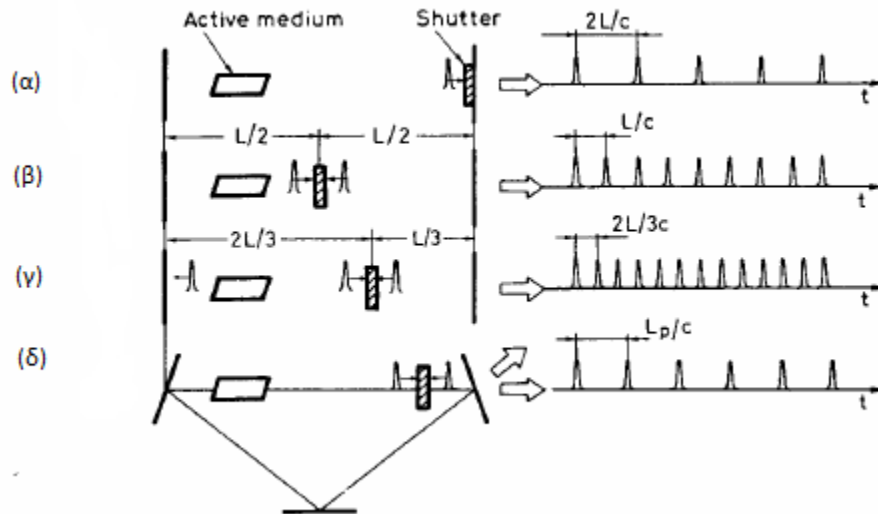 Active medium
Shutter
2L/c
(α)
t
L/2
L/2
L/c
(β)
t
2L/3
L/3
2L/3c
(γ)
t
(δ)
Lp/c
t